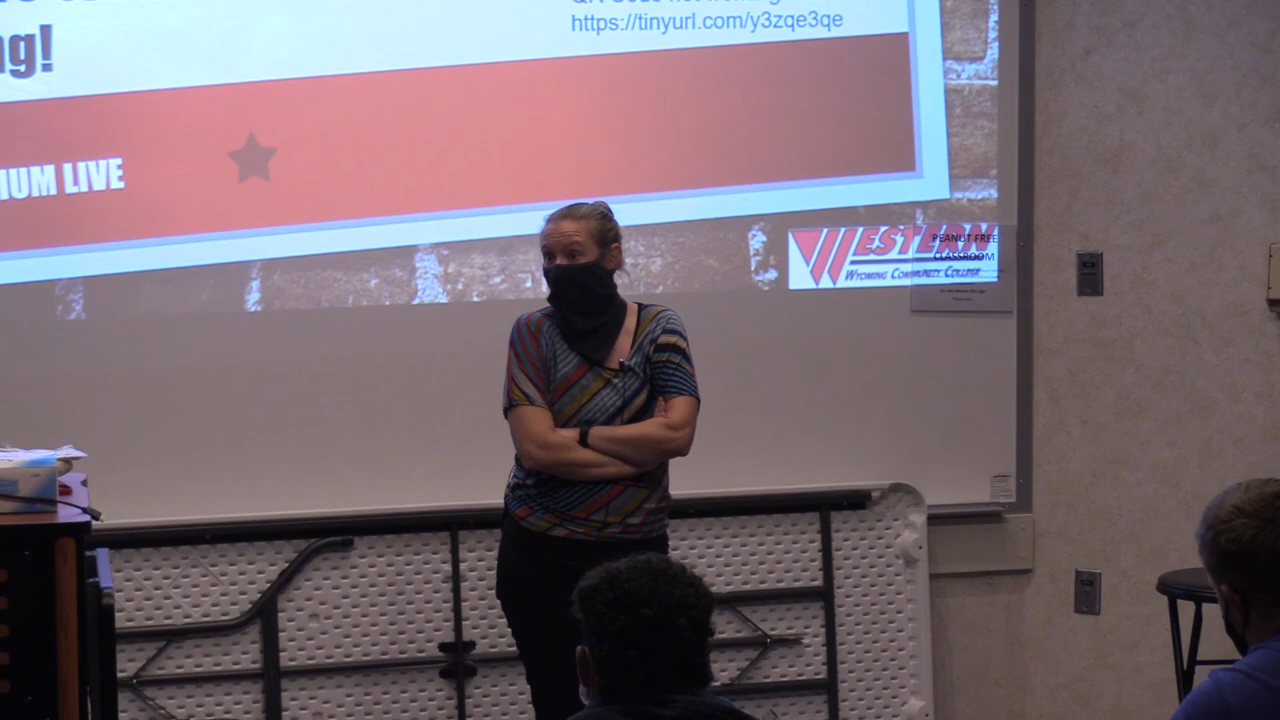 ng!
https://tinyurl.com/y3zqe3qe
IUM LIVE
WESTERN
WYOMING COMMUNITY COLLEGE
PEANUT FREE
CLASSROOM